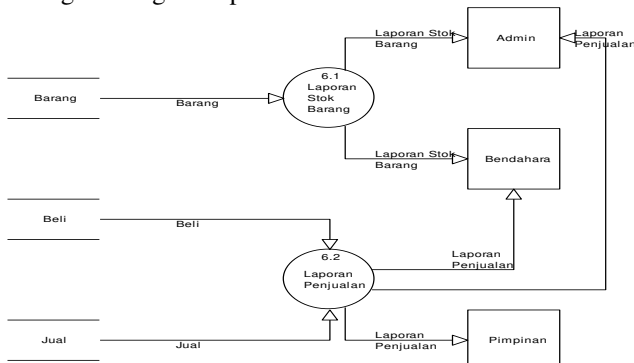 Laporan Stok
Barang
Admin
Laporan
Penjualan
6.1
Laporan
Stok
Barang
Barang
Barang
Laporan Stok
Barang
Bendahara
Beli
Beli
6.2
Laporan
Penjualan
Laporan
Penjualan
Jual
Jual
Laporan
Penjualan
Pimpinan